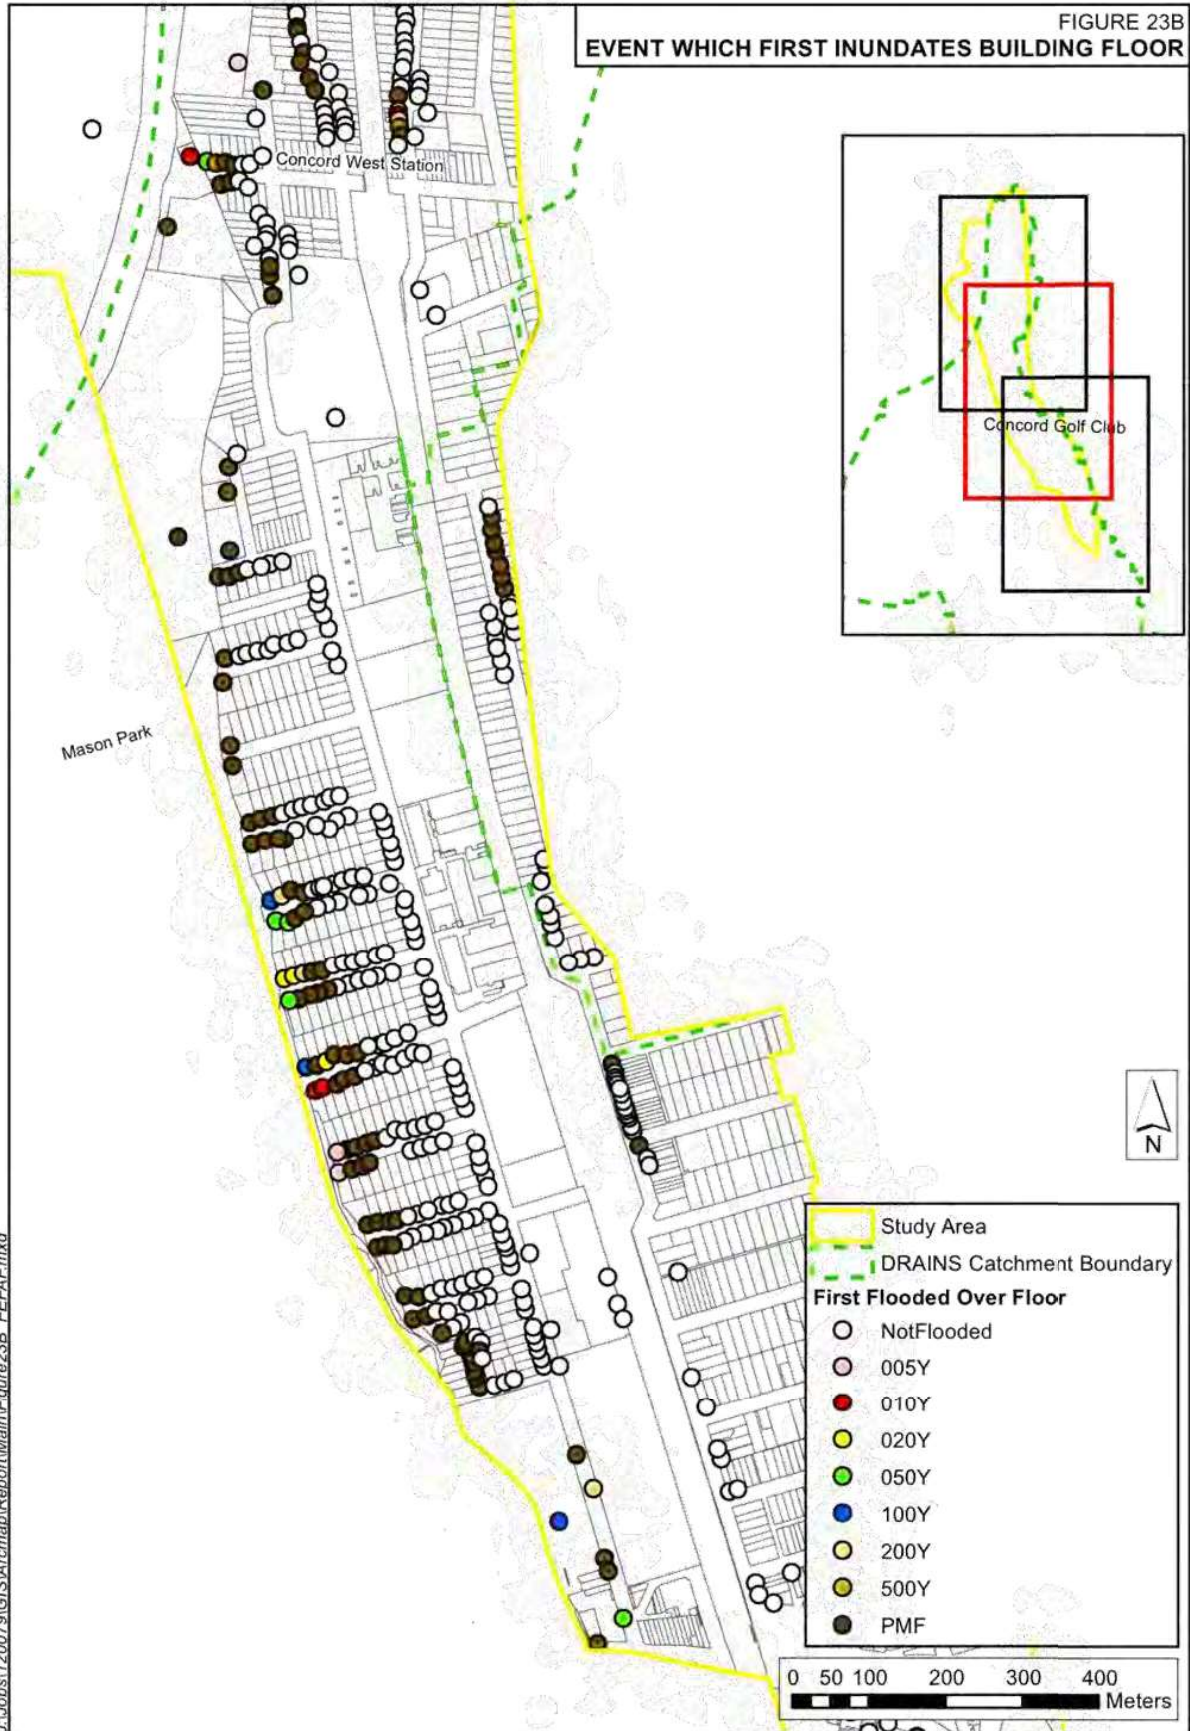 FIGURE 23B
EVENT WHICH FIRST INUNDATES BUILDING FLOOR
Concord West Station
Concord Golf Club
Mason Park
N
Study Area
DRAINS Catchment Boundary
First Flooded Over Floor
NotFlooded
005Y
010Y
020Y
050Y
100Y
200Y
500Y
PMF
0 50 100 200 300 400
Meters